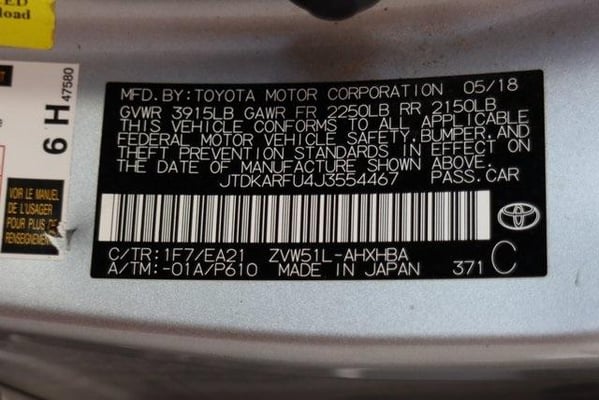 load
6 H 47580
VOIR LE MANUEL
DE L'USAGER
POUR PLUS DE
RENSEIGNEMENT
MFD. BY: TOYOTA MOTOR CORPORATION 05/18
GVWR 3915LB GAWR FR 2250LB RR 2150LB
THIS VEHICLE CONFORMS TO ALL APPLICABLE
FEDERAL MOTOR VEHICLE SAFETY, BUMPER, AND
THEFT PREVENTION STANDARDS IN EFFECT ON
THE DATE OF MANUFACTURE SHOWN ABOVE.
JTDKARFU4J3554467 PASS. CAR
C/TR: 1F7/EA21 ZVW51L-AHXHBA
A/TM: -01A/P610 MADE IN JAPAN 371 C